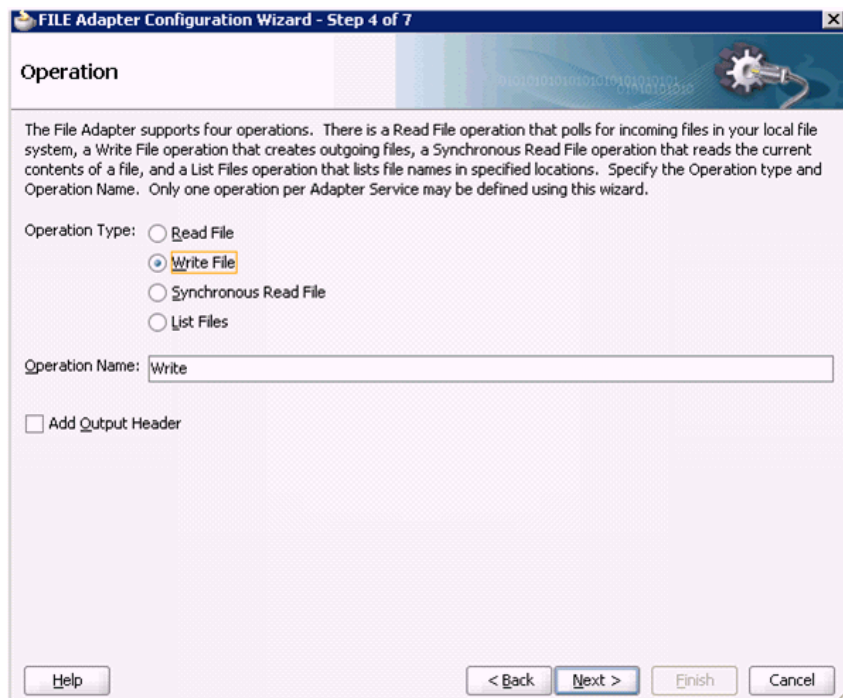 FILE Adapter Configuration Wizard - Step 4 of 7
Operation
The File Adapter supports four operations. There is a Read File operation that polls for incoming files in your local file
system, a Write File operation that creates outgoing files, a Synchronous Read File operation that reads the current
contents of a file, and a List Files operation that lists file names in specified locations. Specify the Operation type and
Operation Name. Only one operation per Adapter Service may be defined using this wizard.
Operation Type:
Read File
Write File
Synchronous Read File
List Files
Operation Name: Write
Add Output Header
Help < Back Next > Finish Cancel